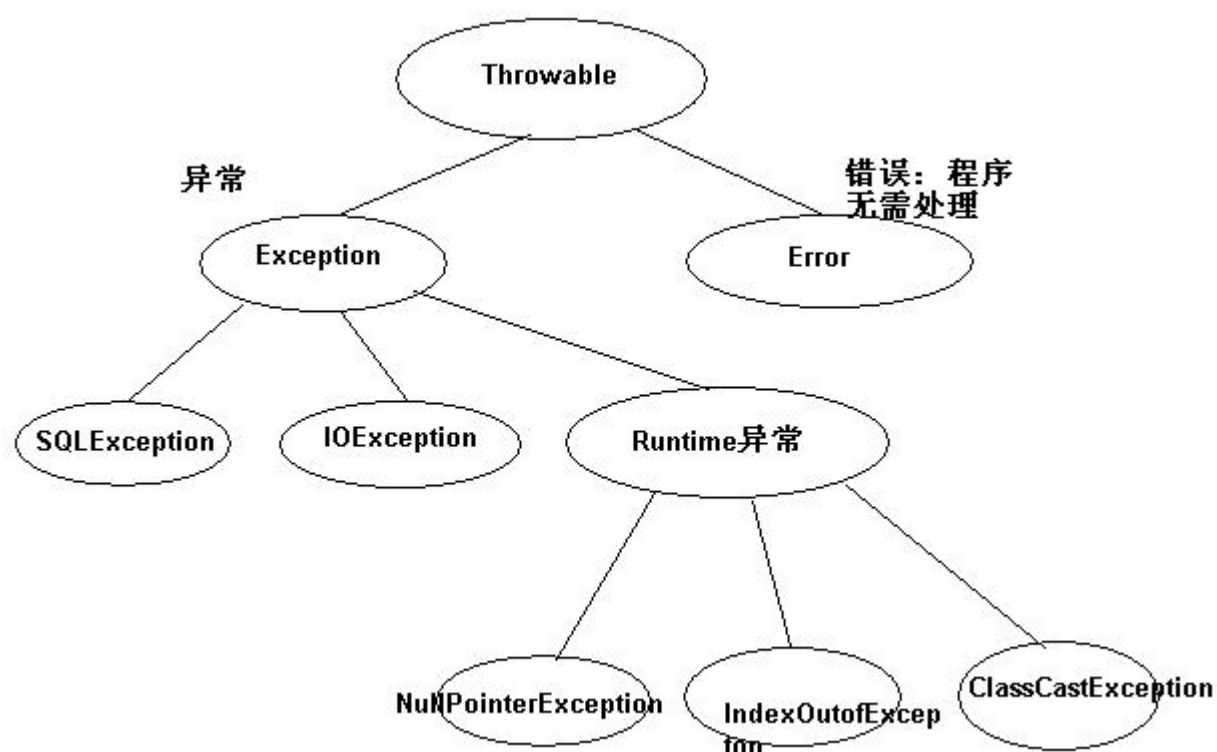 Throwable
异常
错误：程序
无需处理
Exception
Error
SQLException
IOException
Runtime异常
NullPointerException
IndexOutofExcep
ClassCastException